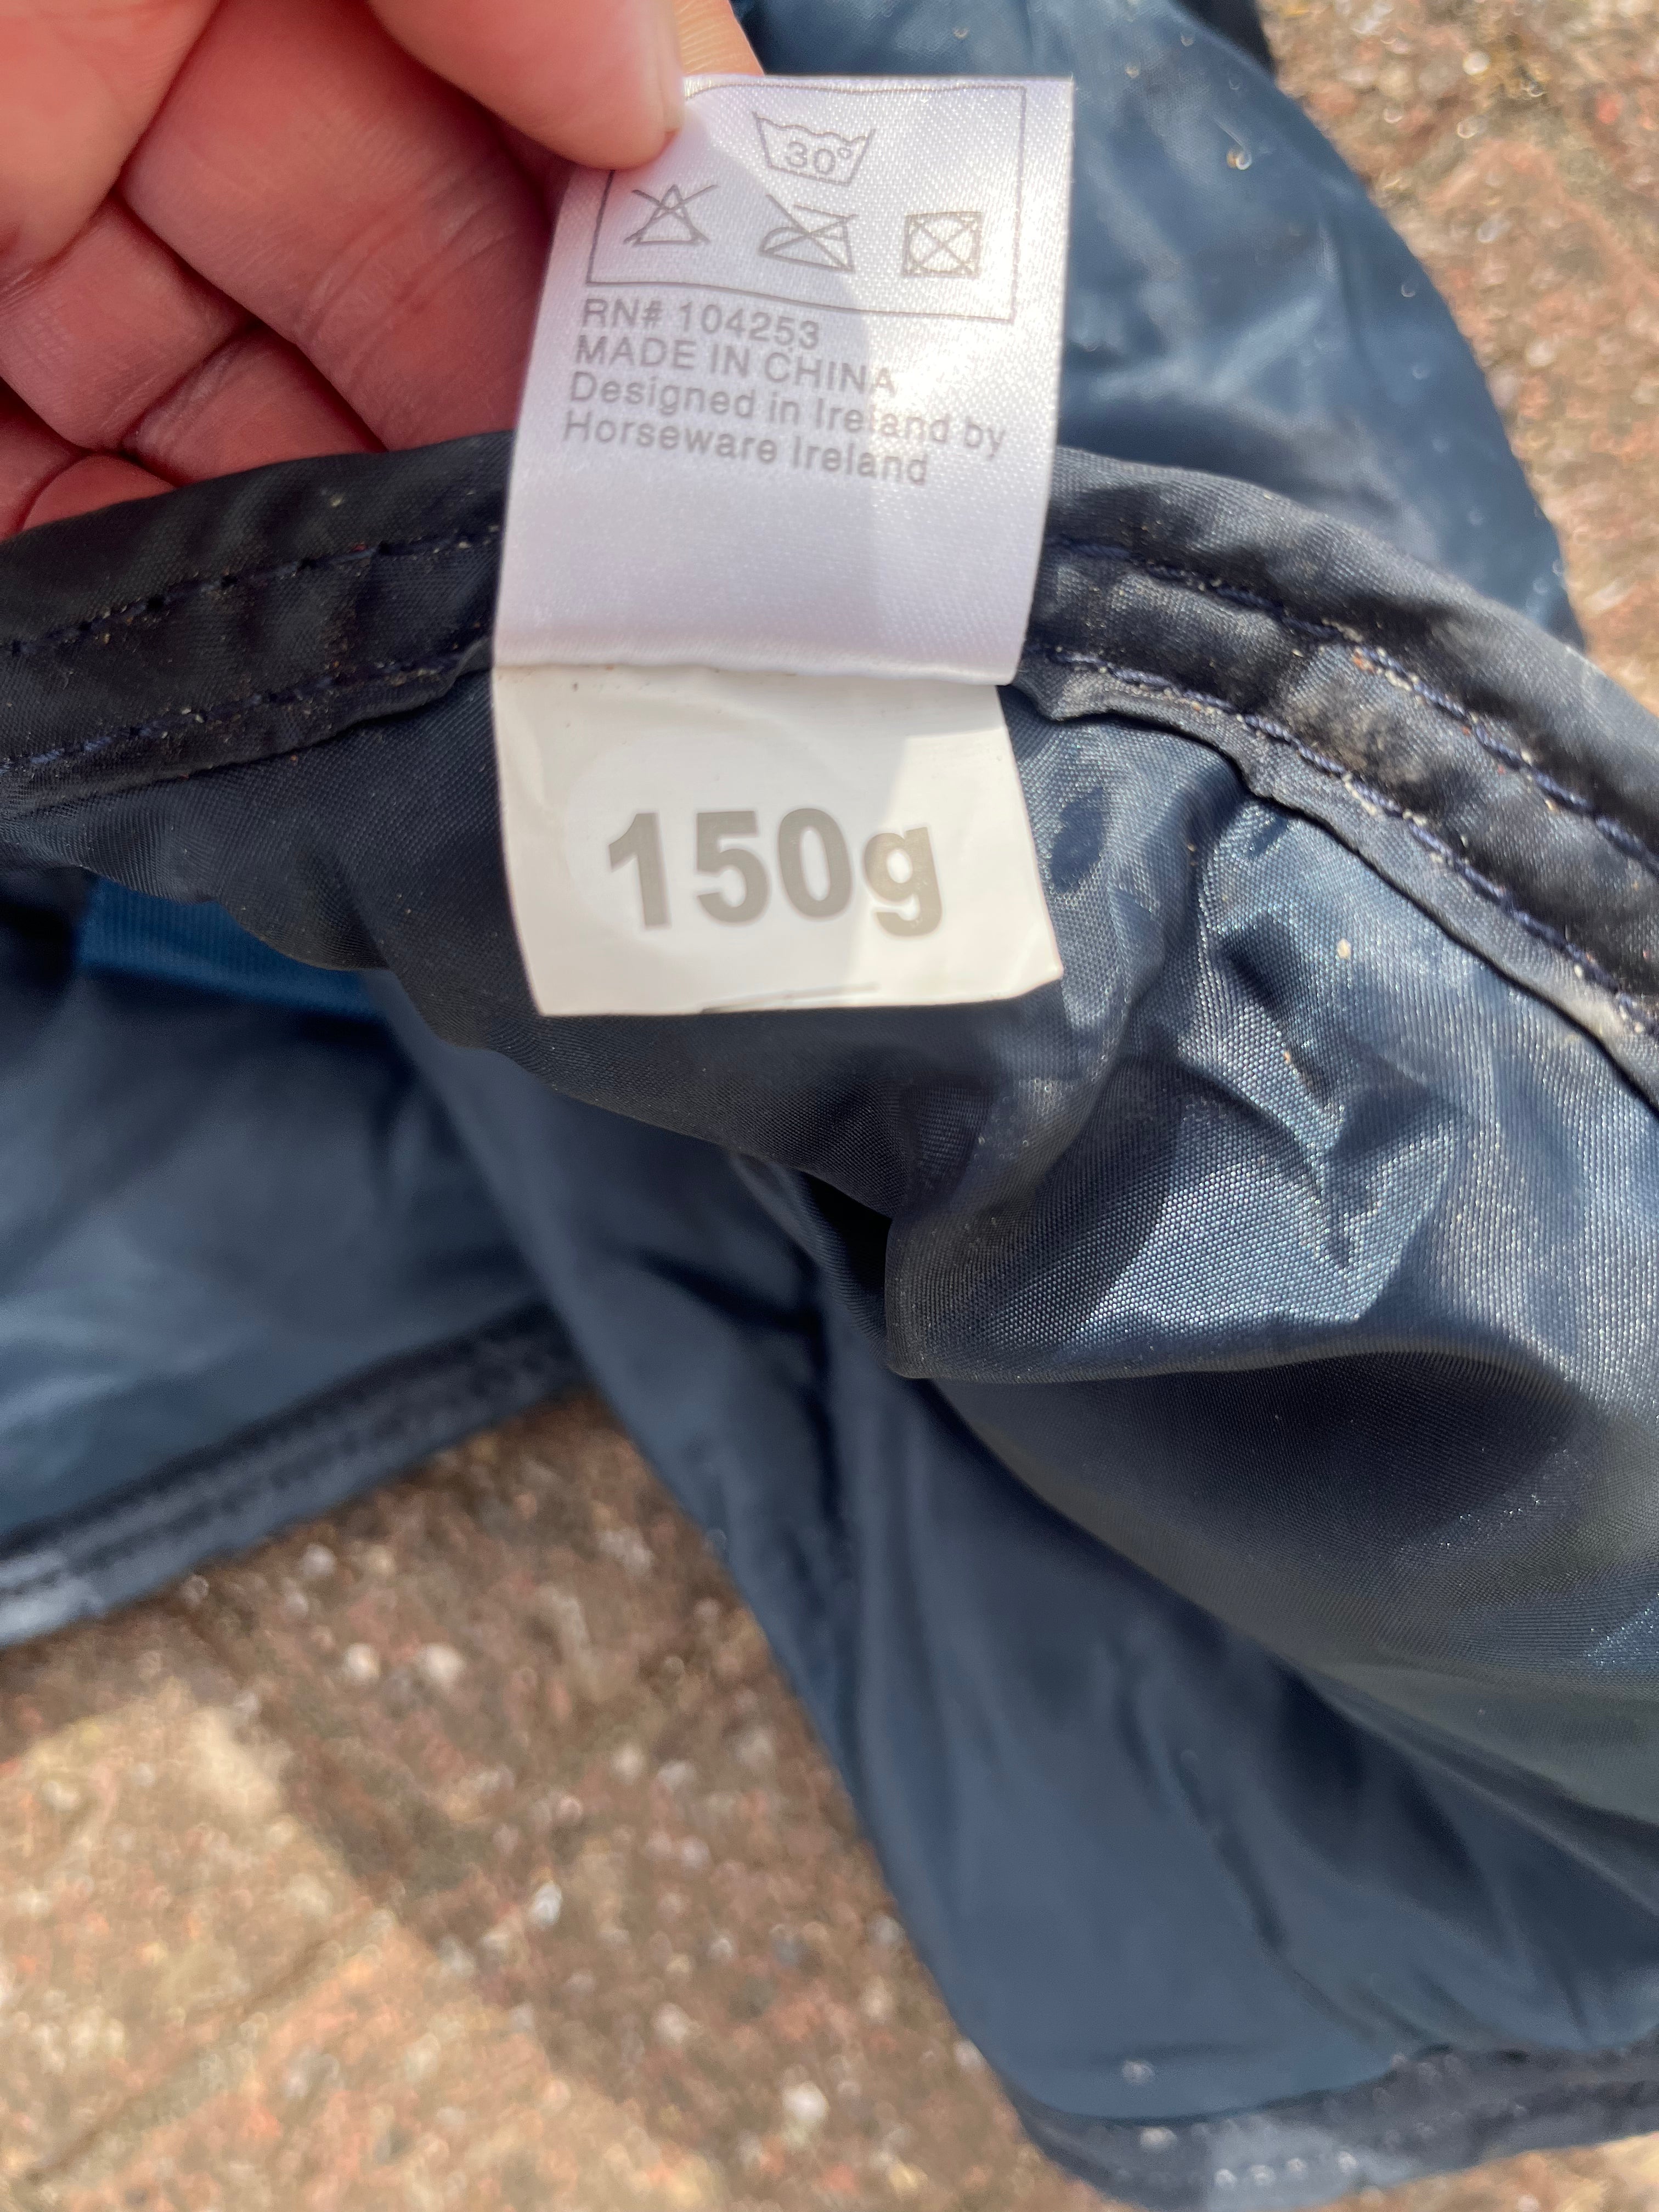 30°
RN# 104253
MADE IN CHINA
Designed in Ireland by
Horseware Ireland
150g